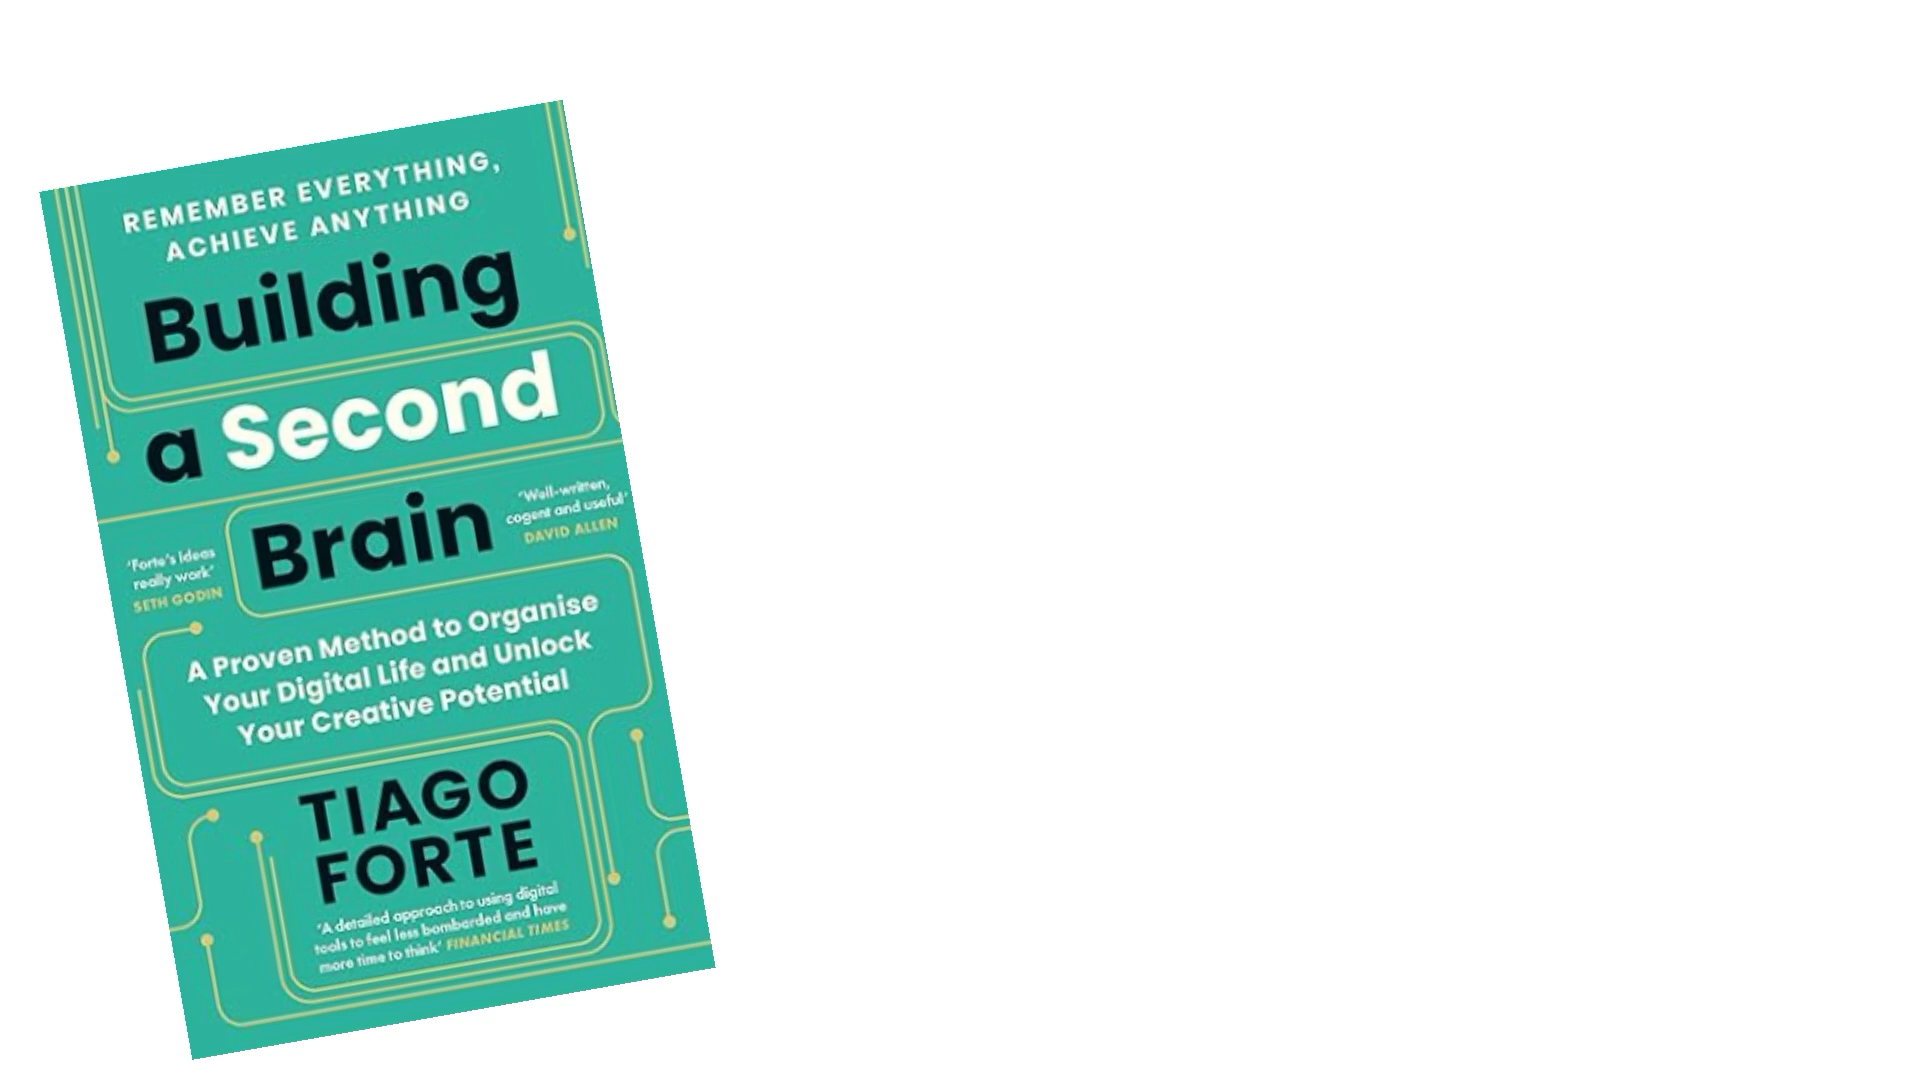 REMEMBER EVERYTHING,
ACHIEVE ANYTHING
Building
a Second
Brain
'Well-written,
cogent and useful'
DAVID ALLEN
'Forte's ideas
really work'
SETH GODIN
A Proven Method to Organise
Your Digital Life and Unlock
Your Creative Potential
TIAGO
FORTE
'A detailed approach to using digital
tools to feel less bombarded and have
more time to think' FINANCIAL TIMES